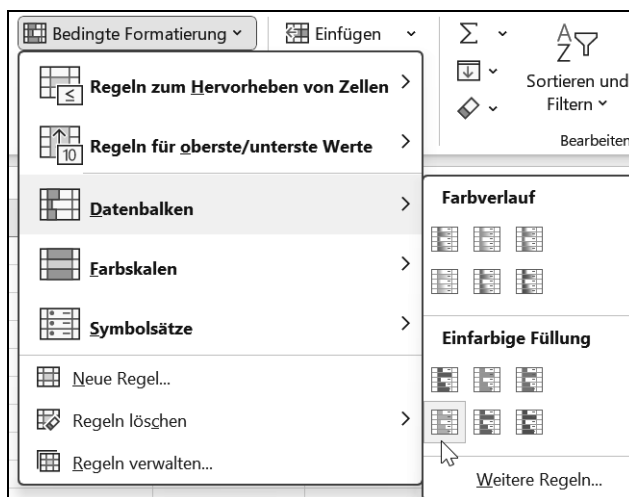 Bedingte Formatierung
Einfügen
Σ
A
Z
Sortieren und
Filtern
Bearbeiten
≤
Regeln zum Hervorheben von Zellen
10
Regeln für oberste/unterste Werte
Datenbalken
Farbskalen
Symbolsätze
Neue Regel...
Regeln löschen
Regeln verwalten...
Farbverlauf
Einfarbige Füllung
Weitere Regeln...